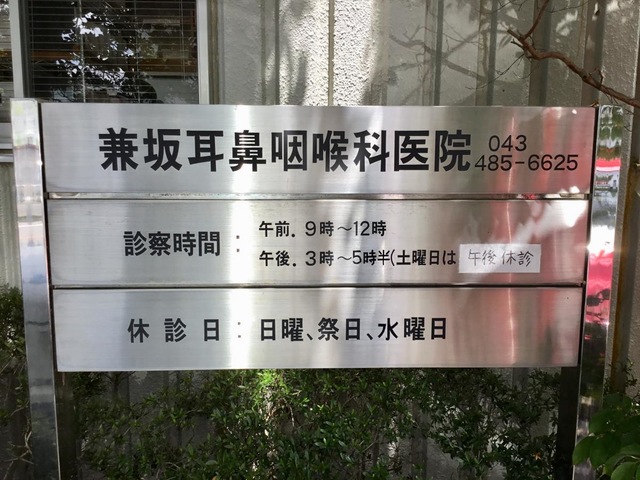 兼坂耳鼻咽喉科医院 043
485-6625
診察時間：午前．9時〜12時
午後．3時〜5時半(土曜日は 午後休診
休診日：日曜、祭日、水曜日